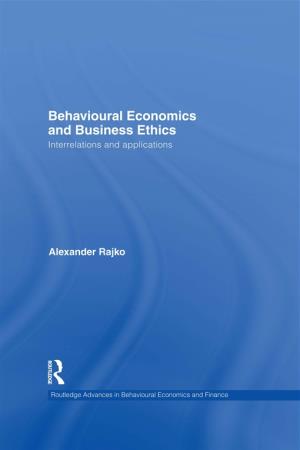 Behavioural Economics
and Business Ethics
Interrelations and applications
Alexander Rajko
ROUTLEDGE
Routledge Advances in Behavioural Economics and Finance